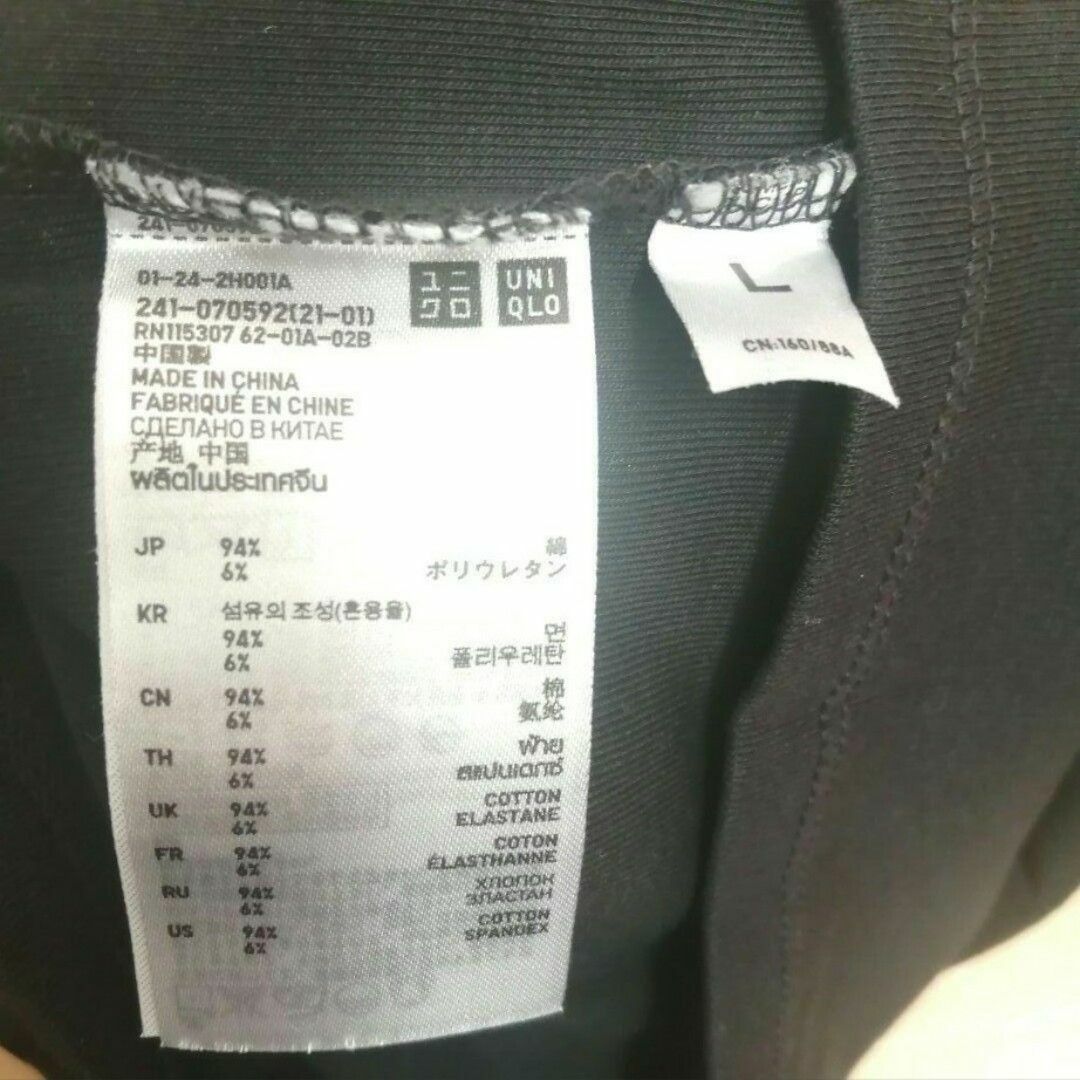 01-24-2H001A
241-070592(21-01)
RN115307 62-01A-02B
中国製
MADE IN CHINA
FABRIQUÉ EN CHINE
СДЕЛАНО В КИТАЕ
产地 中国
ผลิตในประเทศจีน
ユニ
クロ
UNI
QLO
JP 94% 綿
6% ポリウレタン
KR 섬유의 조성(혼용율)
94% 면
6% 폴리우레탄
CN 94% 棉
6% 氨纶
TH 94% ฝ้าย
6% สแปนเดกซ์
UK 94% COTTON
6% ELASTANE
FR 94% COTON
6% ÉLASTHANNE
RU 94% ХЛОПОК
6% ЭЛАСТАН
US 94% COTTON
6% SPANDEX
L
CN:160/88A